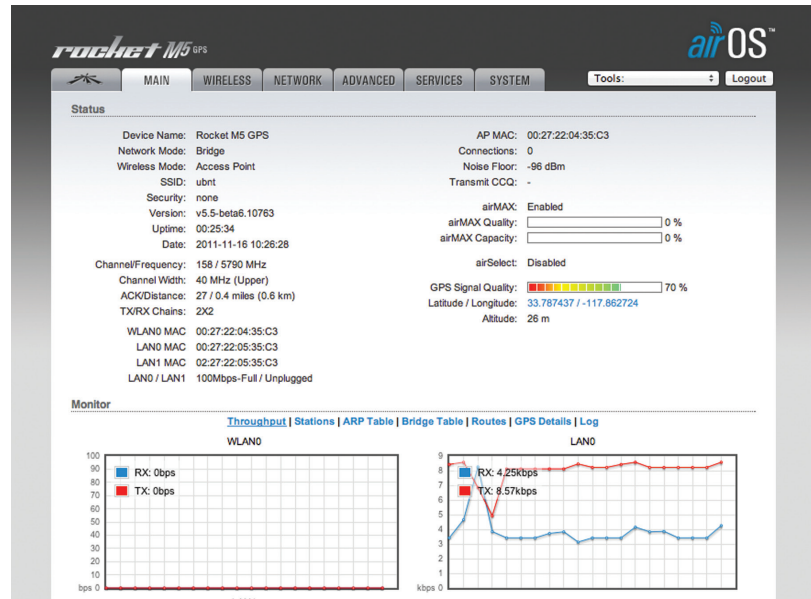 rocket M5 GPS
airOS™
MAIN WIRELESS NETWORK ADVANCED SERVICES SYSTEM Tools: Logout
Status
Device Name: Rocket M5 GPS
Network Mode: Bridge
Wireless Mode: Access Point
SSID: ubnt
Security: none
Version: v5.5-beta6.10763
Uptime: 00:25:34
Date: 2011-11-16 10:26:28
Channel/Frequency: 158 / 5790 MHz
Channel Width: 40 MHz (Upper)
ACK/Distance: 27 / 0.4 miles (0.6 km)
TX/RX Chains: 2X2
WLAN0 MAC 00:27:22:04:35:C3
LAN0 MAC 00:27:22:05:35:C3
LAN1 MAC 02:27:22:05:35:C3
LAN0 / LAN1 100Mbps-Full / Unplugged
AP MAC: 00:27:22:04:35:C3
Connections: 0
Noise Floor: -96 dBm
Transmit CCQ: -
airMAX: Enabled
airMAX Quality: 0 %
airMAX Capacity: 0 %
airSelect: Disabled
GPS Signal Quality: 70 %
Latitude / Longitude: 33.787437 / -117.862724
Altitude: 26 m
Monitor
Throughput | Stations | ARP Table | Bridge Table | Routes | GPS Details | Log
WLAN0
100
90
80
70
60
50
40
30
20
10
bps 0
RX: 0bps
TX: 0bps
LAN0
9
8
7
6
5
4
3
2
1
kbps 0
RX: 4.25kbps
TX: 8.57kbps